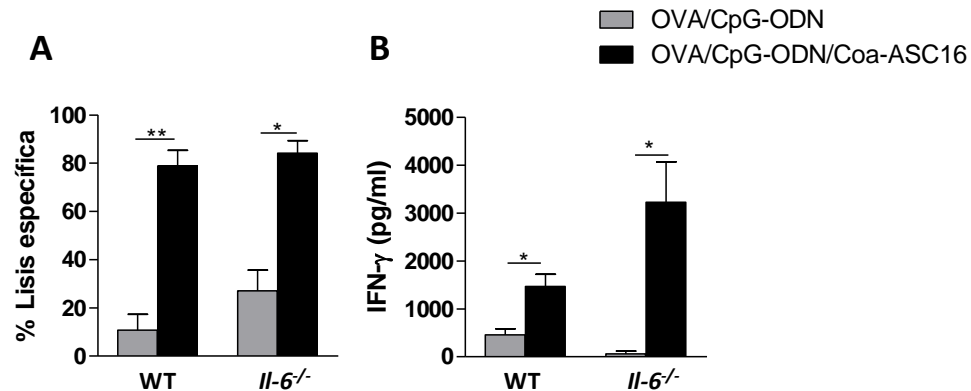 OVA/CpG-ODN
OVA/CpG-ODN/Coa-ASC16
A
% Lisis específica
100
80
60
40
20
0
**
*
WT
Il-6-/-
B
IFN-γ (pg/ml)
5000
4000
3000
2000
1000
0
*
*
WT
Il-6-/-